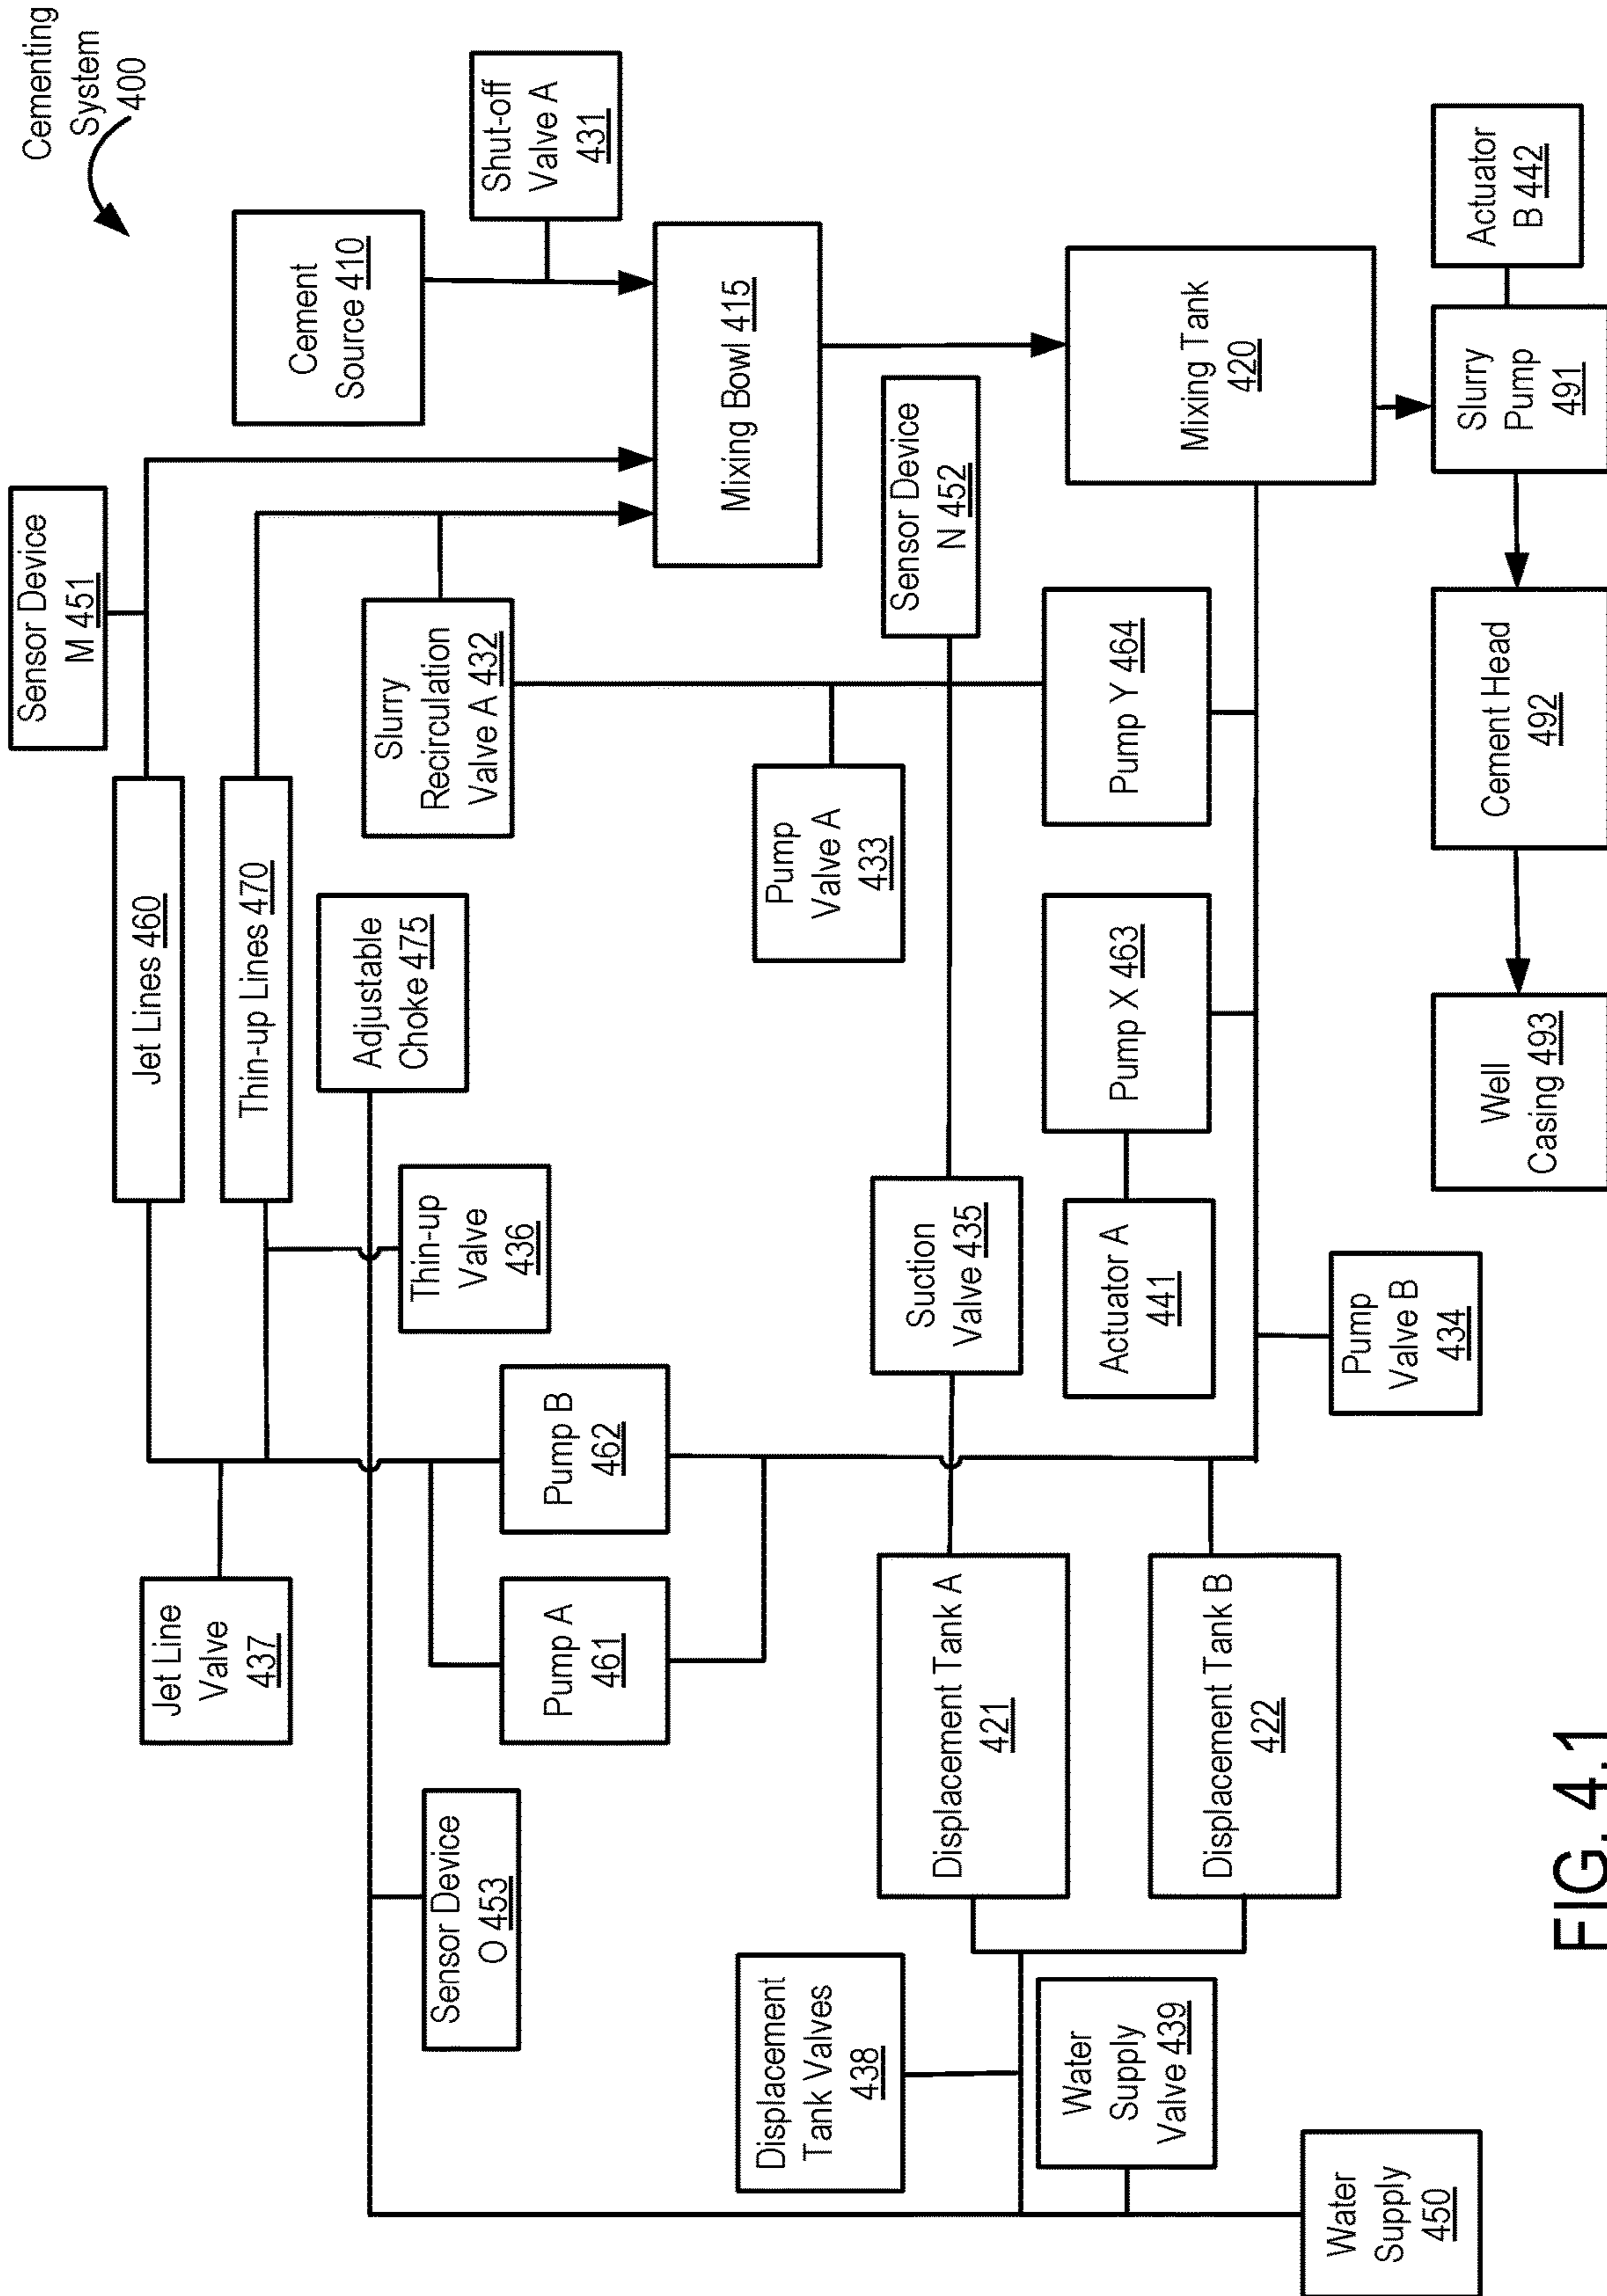 Cementing
System
400
Sensor Device
M 451
Cement
Source 410
Shut-off
Valve A
431
Jet Lines 460
Thin-up Lines 470
Slurry
Recirculation
Valve A 432
Mixing Bowl 415
Adjustable
Choke 475
Jet Line
Valve
437
Thin-up
Valve
436
Pump A
461
Pump B
462
Sensor Device
O 453
Pump
Valve A
433
Sensor Device
N 452
Mixing Tank
420
Suction
Valve 435
Displacement Tank A
421
Displacement Tank B
422
Pump X 463
Pump Y 464
Actuator A
441
Displacement
Tank Valves
438
Water
Supply
Valve 439
Water
Supply
450
Pump
Valve B
434
Actuator
B 442
Slurry
Pump
491
Cement Head
492
Well
Casing 493
FIG. 4.1